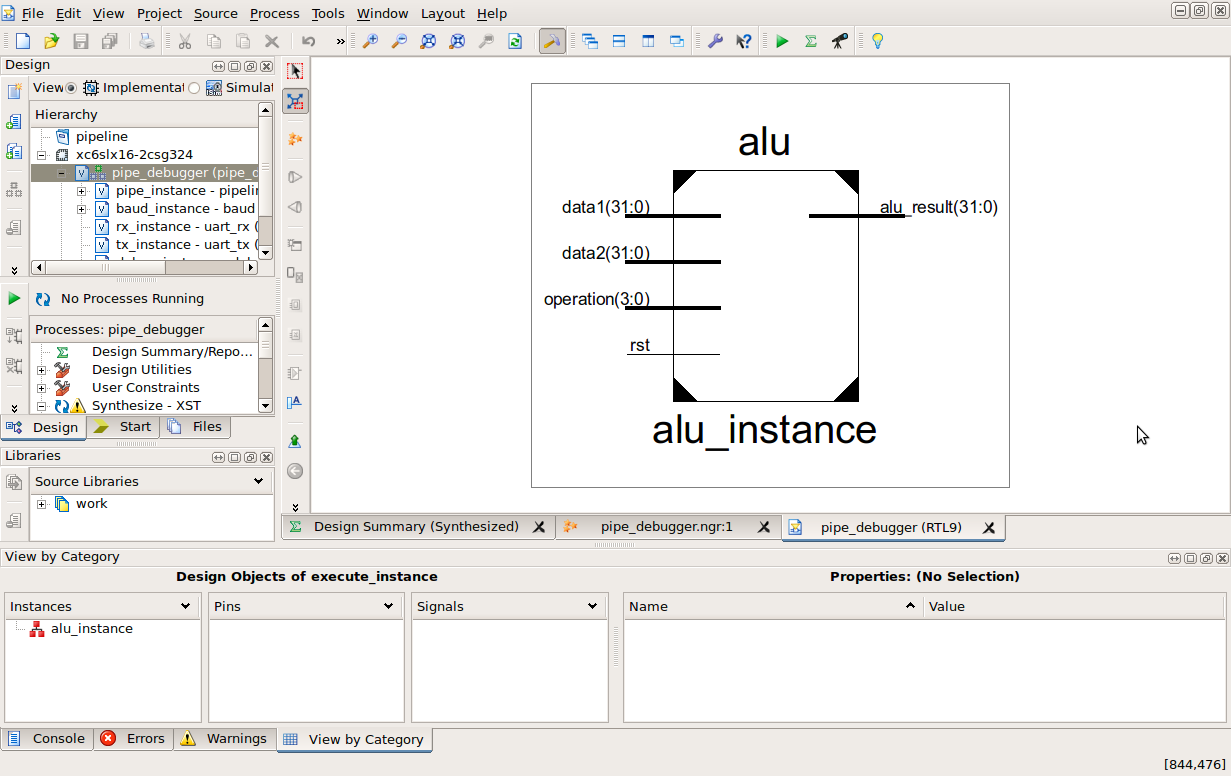 File Edit View Project Source Process Tools Window Layout Help
»
Design
View Implementat Simulat
Hierarchy
pipeline
xc6slx16-2csg324
pipe_debugger (pipe_d
pipe_instance - pipelin
baud_instance - baud
rx_instance - uart_rx (
tx_instance - uart_tx (
No Processes Running
Processes: pipe_debugger
Design Summary/Repo...
Design Utilities
User Constraints
Synthesize - XST
Design Start Files
Libraries
Source Libraries
work
alu
data1(31:0)
alu_result(31:0)
data2(31:0)
operation(3:0)
rst
alu_instance
Design Summary (Synthesized) pipe_debugger.ngr:1 pipe_debugger (RTL9)
View by Category
Design Objects of execute_instance
Properties: (No Selection)
Instances Pins Signals Name Value
alu_instance
Console Errors Warnings View by Category
[844,476]